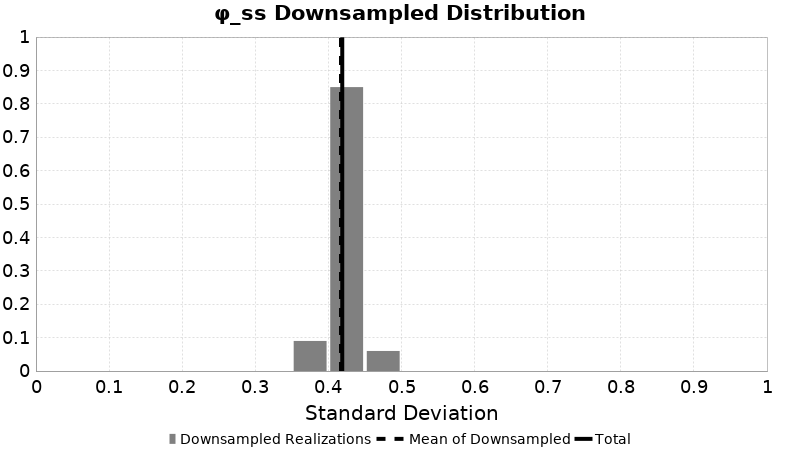 φ_ss Downsampled Distribution
1
0.9
0.8
0.7
0.6
0.5
0.4
0.3
0.2
0.1
0
0 0.1 0.2 0.3 0.4 0.5 0.6 0.7 0.8 0.9 1
Standard Deviation
Downsampled Realizations Mean of Downsampled Total